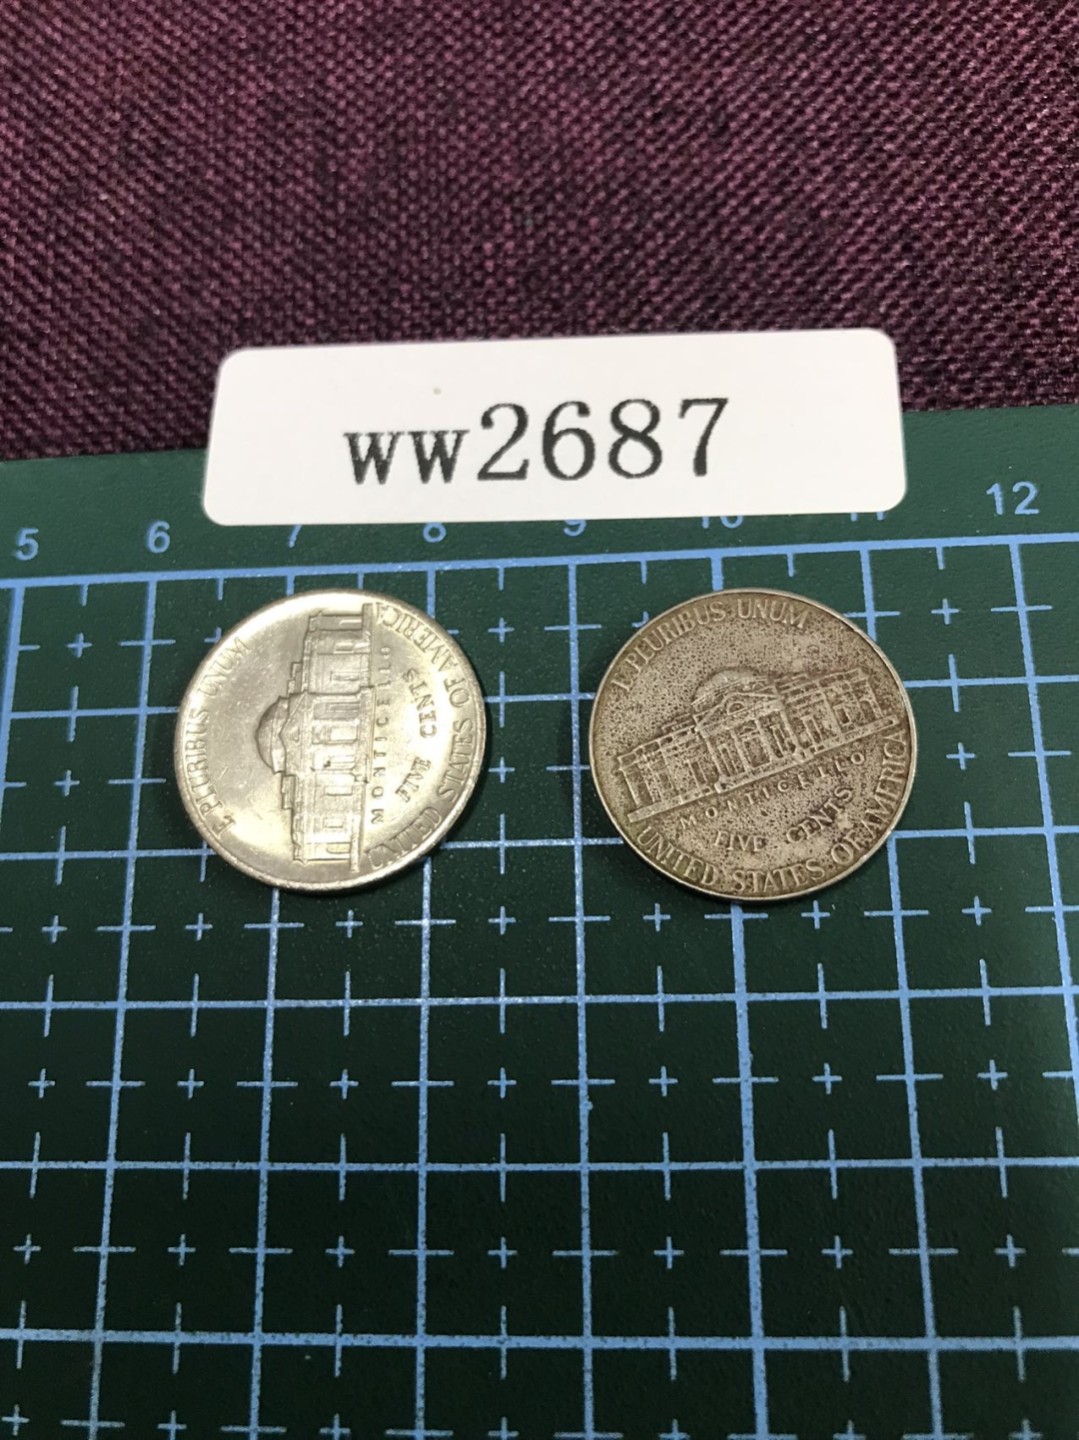 ww2687
5 6 7 8 9 10 11 12
E PLURIBUS UNUM
MONTICELLO
FIVE CENTS
UNITED STATES OF AMERICA
E·PLURIBUS·UNUM
MONTICELLO
FIVE CENTS
UNITED STATES OF AMERICA